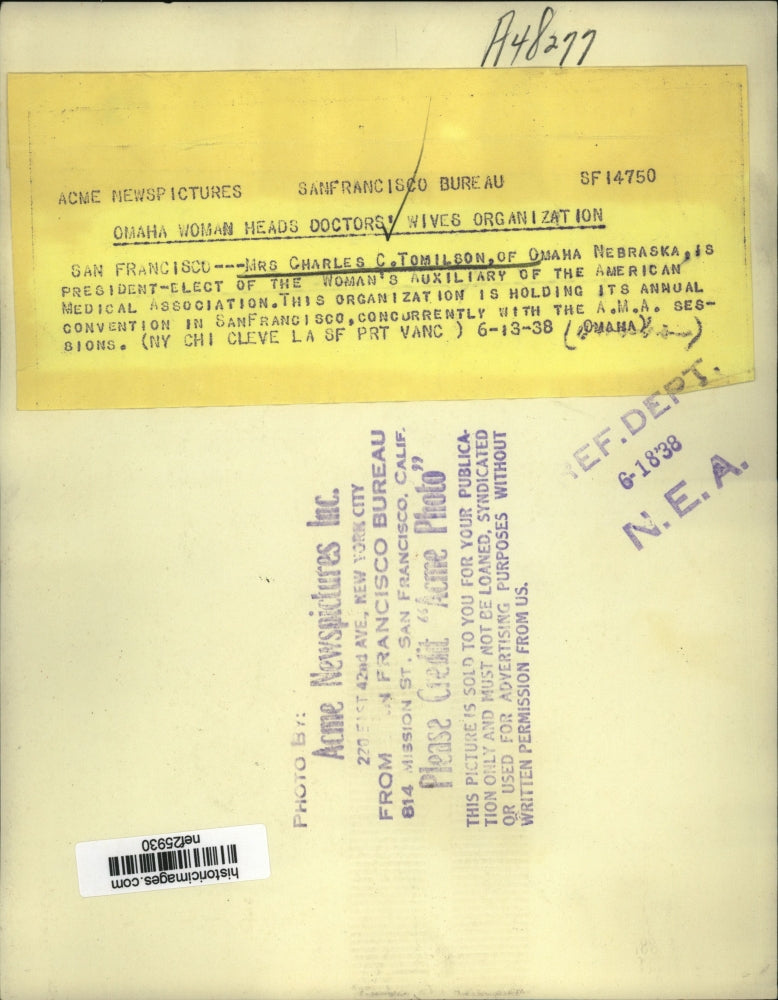 A48277
ACME NEWSPICTURES SANFRANCISCO BUREAU SF14750
OMAHA WOMAN HEADS DOCTORS' WIVES ORGANIZATION
SAN FRANCISCO---MRS CHARLES C.TOMILSON,OF OMAHA NEBRASKA,IS
PRESIDENT-ELECT OF THE WOMAN'S AUXILIARY OF THE AMERICAN
MEDICAL ASSOCIATION.THIS ORGANIZATION IS HOLDING ITS ANNUAL
CONVENTION IN SANFRANCISCO,CONCURRENTLY WITH THE A.M.A. SES-
SIONS. (NY CHI CLEVE LA SF PRT VANC ) 6-13-38 (OMAHA)
REF. DEPT.
6-18'38
N. E. A.
PHOTO BY:
Acme Newspictures Inc.
220 EAST 42nd AVE., NEW YORK CITY
FROM SAN FRANCISCO BUREAU
814 MISSION ST. SAN FRANCISCO, CALIF.
Please Credit "Acme Photo"
THIS PICTURE IS SOLD TO YOU FOR YOUR PUBLICA-
TION ONLY AND MUST NOT BE LOANED, SYNDICATED
OR USED FOR ADVERTISING PURPOSES WITHOUT
WRITTEN PERMISSION FROM US.
historicimages.com
nef25930